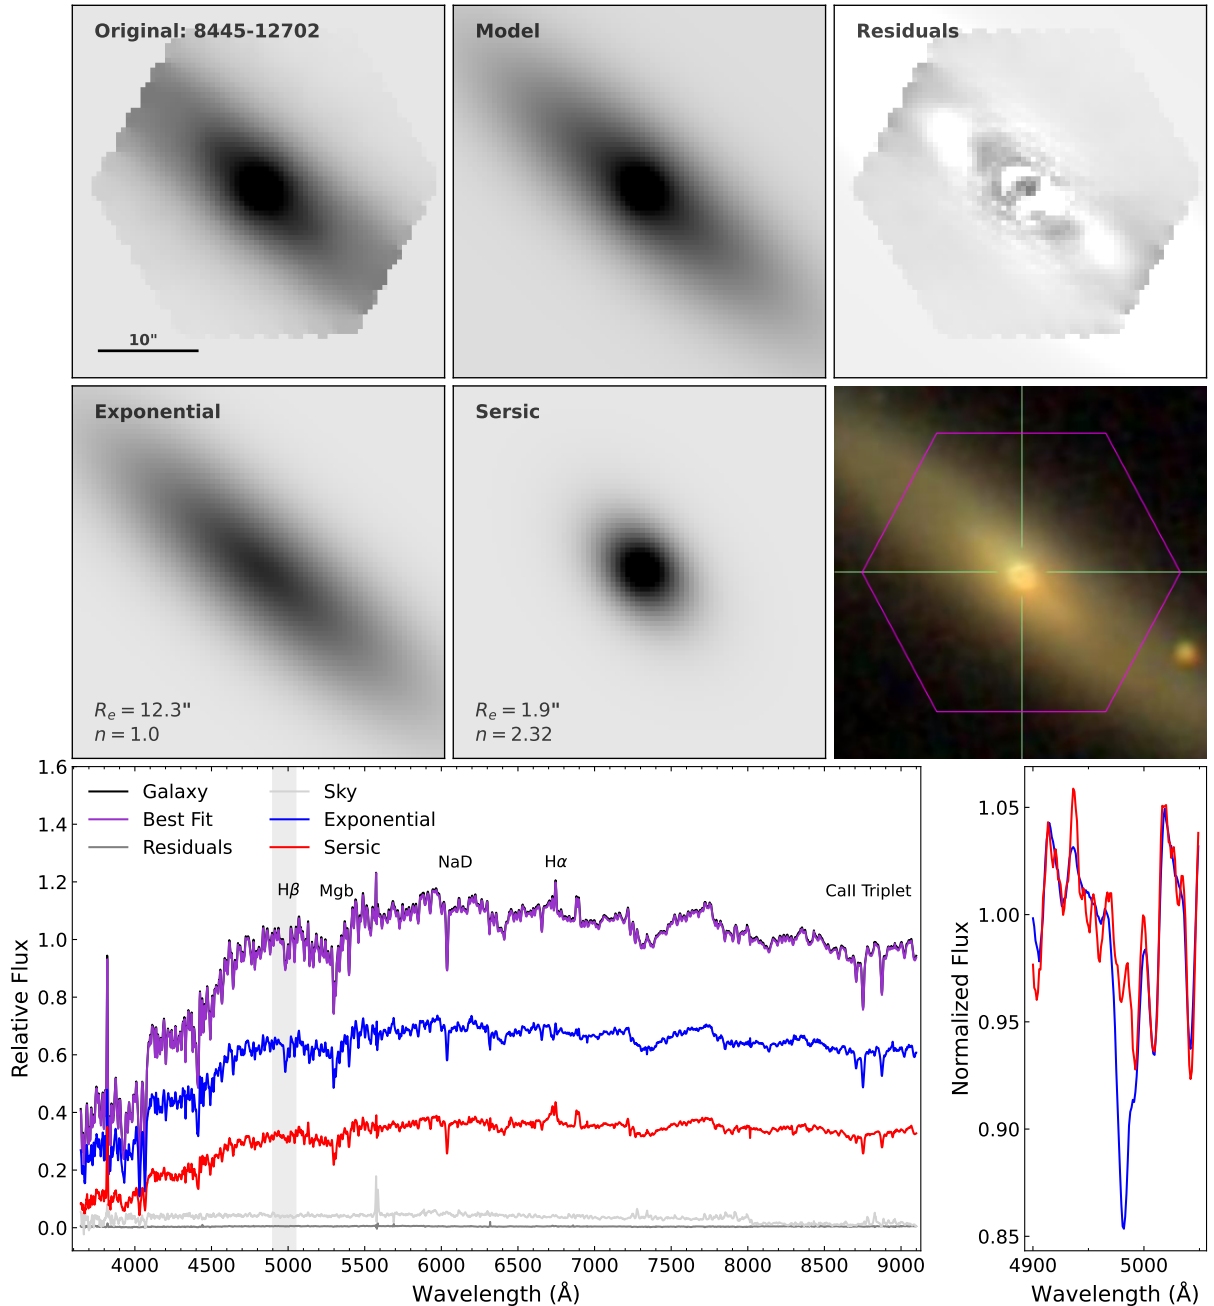 Original: 8445-12702
Model
Residuals
10"
Exponential
Sersic
R_e = 12.3"
n = 1.0
R_e = 1.9"
n = 2.32
1.6
1.4
1.2
1.0
0.8
0.6
0.4
0.2
0.0
Relative Flux
Galaxy
Best Fit
Residuals
Sky
Exponential
Sersic
Hβ
Mgb
NaD
Hα
CaII Triplet
4000 4500 5000 5500 6000 6500 7000 7500 8000 8500 9000
Wavelength (Å)
1.05
1.00
0.95
0.90
0.85
Normalized Flux
4900 5000
Wavelength (Å)